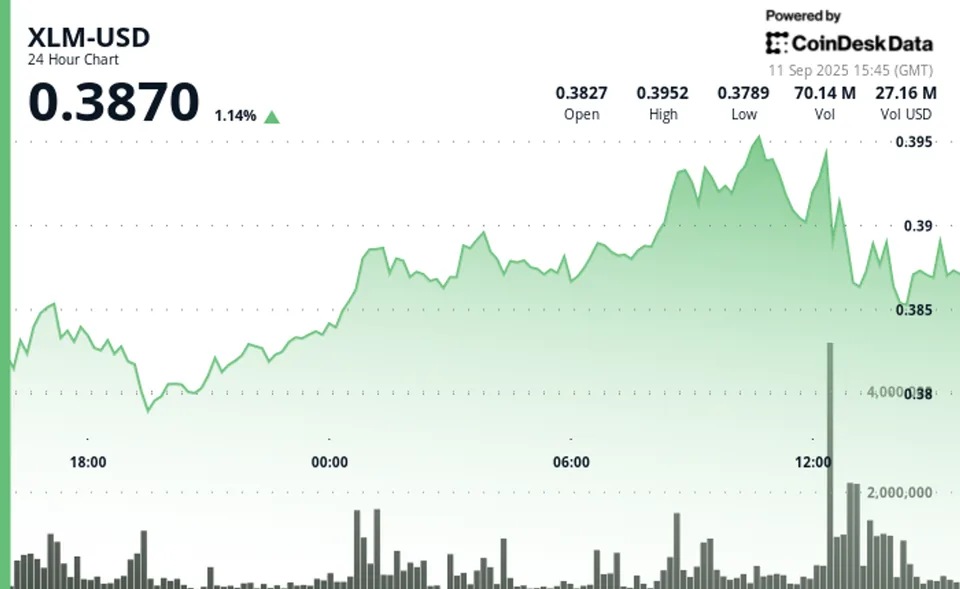 XLM-USD
24 Hour Chart
0.3870 1.14%
Powered by
CoinDesk Data
11 Sep 2025 15:45 (GMT)
0.3827 0.3952 0.3789 70.14 M 27.16 M
Open High Low Vol Vol USD
0.395
0.39
0.385
4,000,000
0.38
18:00 00:00 06:00 12:00
2,000,000